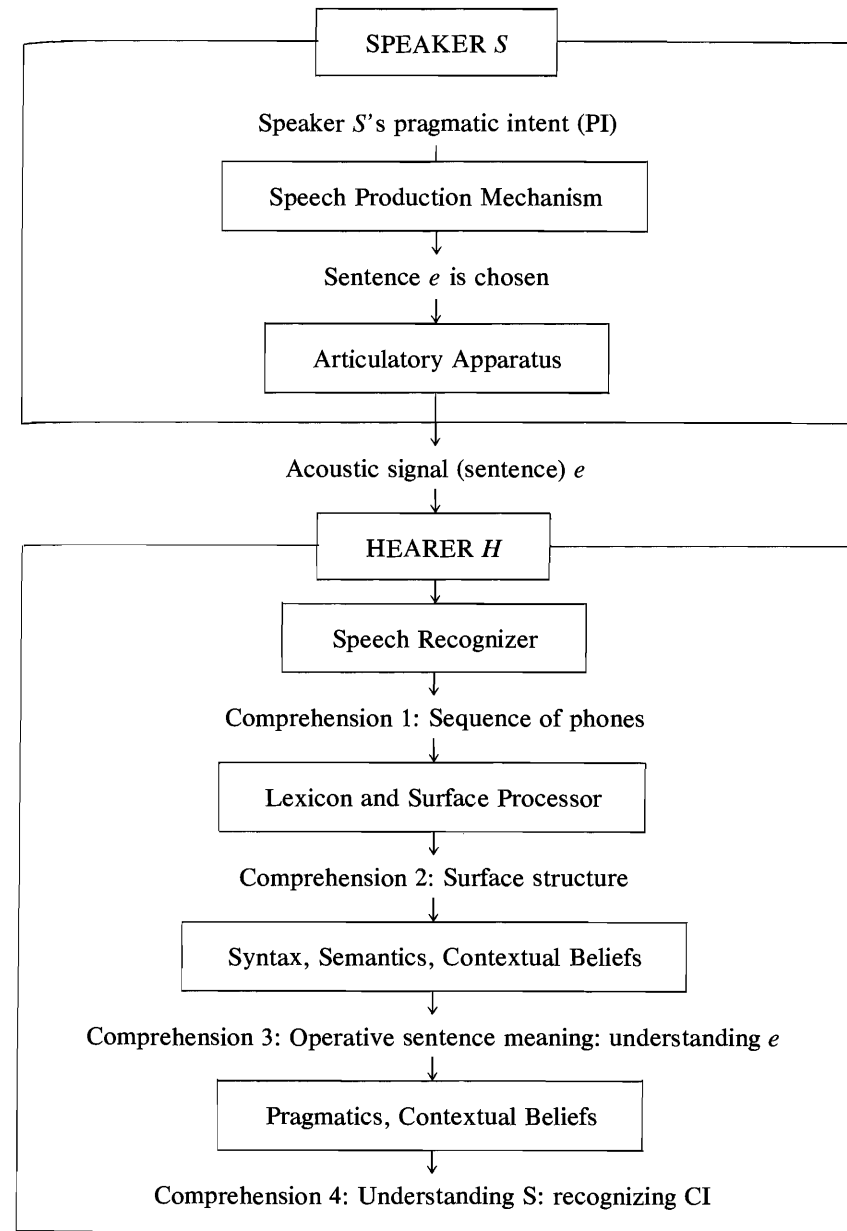 SPEAKER S
Speaker S's pragmatic intent (PI)
Speech Production Mechanism
Sentence e is chosen
Articulatory Apparatus
Acoustic signal (sentence) e
HEARER H
Speech Recognizer
Comprehension 1: Sequence of phones
Lexicon and Surface Processor
Comprehension 2: Surface structure
Syntax, Semantics, Contextual Beliefs
Comprehension 3: Operative sentence meaning: understanding e
Pragmatics, Contextual Beliefs
Comprehension 4: Understanding S: recognizing CI